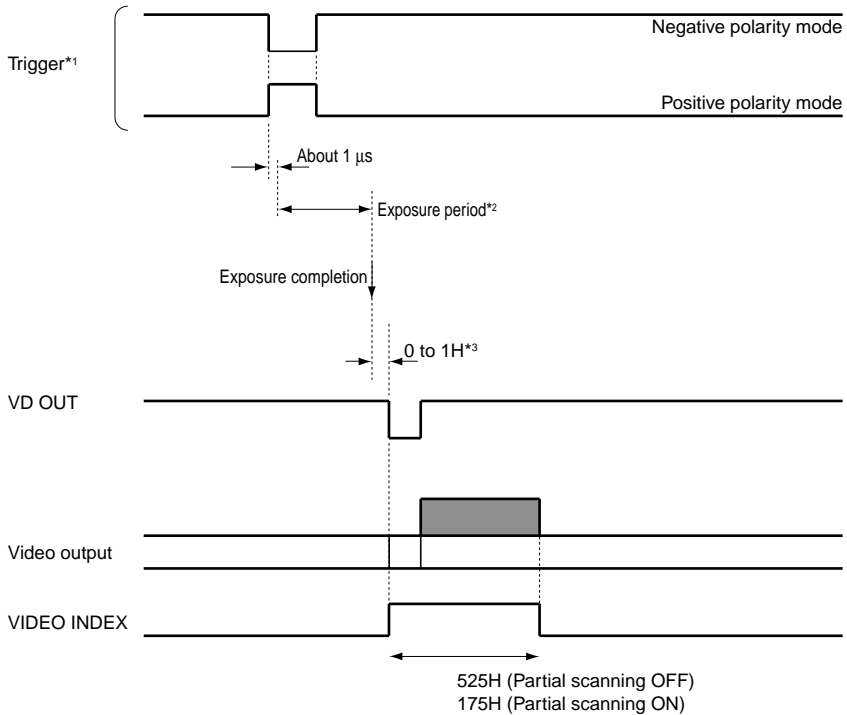 Negative polarity mode
Trigger*1
Positive polarity mode
About 1 μs
Exposure period*2
Exposure completion
0 to 1H*3
VD OUT
Video output
VIDEO INDEX
525H (Partial scanning OFF)
175H (Partial scanning ON)